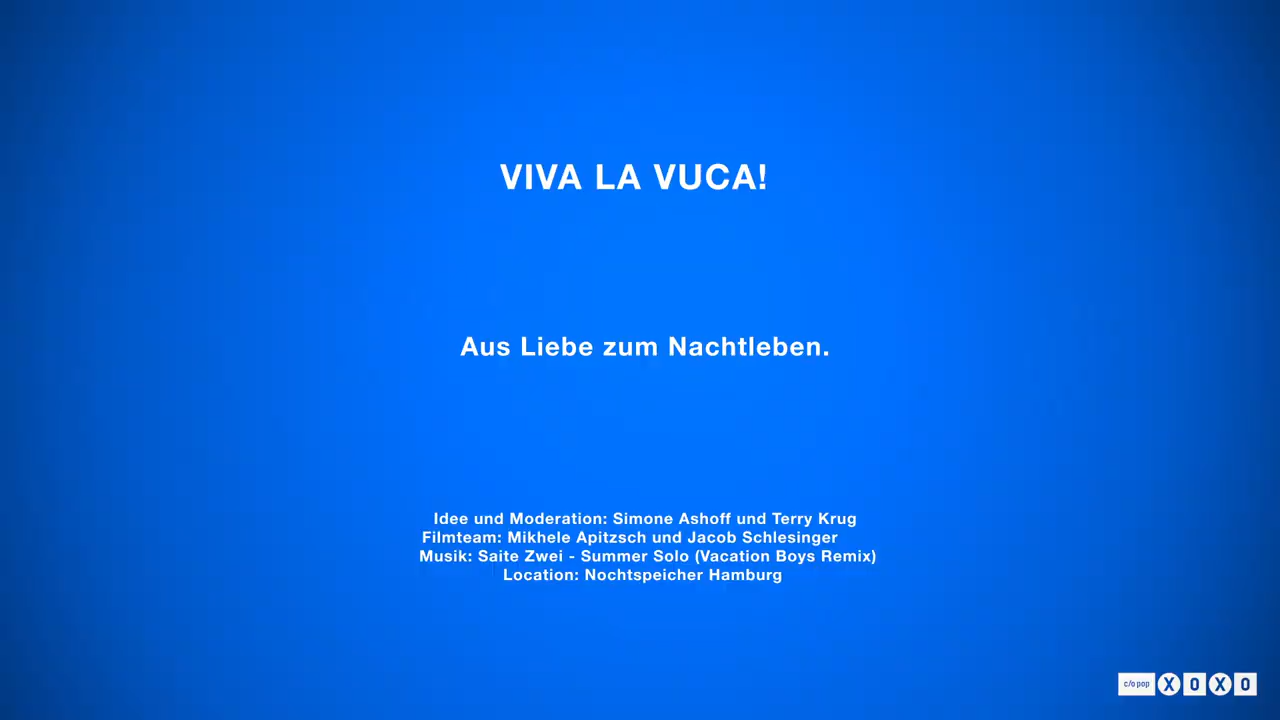 VIVA LA VUCA!
Aus Liebe zum Nachtleben.
Idee und Moderation: Simone Ashoff und Terry Krug
Filmteam: Mikhele Apitzsch und Jacob Schlesinger
Musik: Saite Zwei - Summer Solo (Vacation Boys Remix)
Location: Nochtspeicher Hamburg
c/o pop XOXO